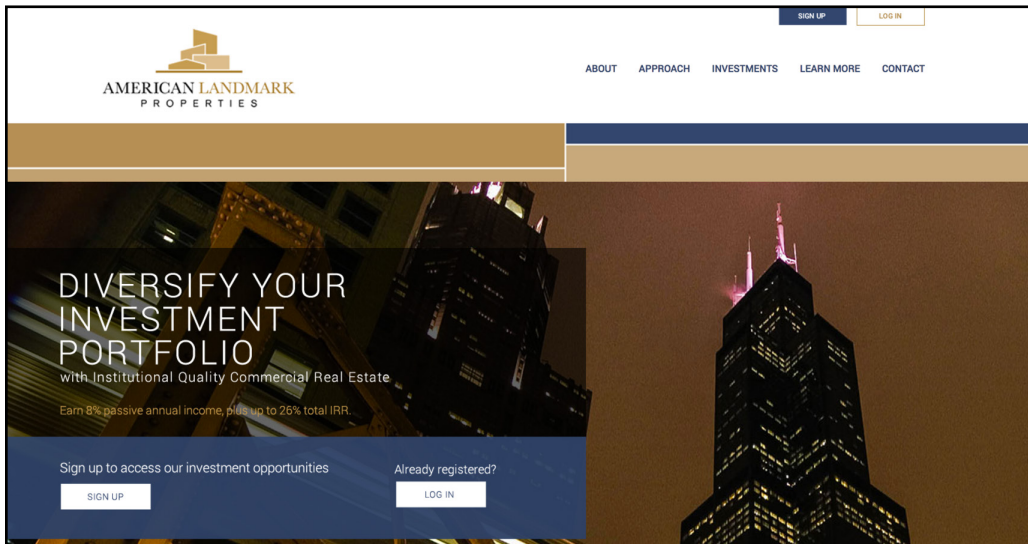 SIGN UP
LOG IN
AMERICAN LANDMARK
PROPERTIES
ABOUT
APPROACH
INVESTMENTS
LEARN MORE
CONTACT
DIVERSIFY YOUR
INVESTMENT
PORTFOLIO
with Institutional Quality Commercial Real Estate
Earn 8% passive annual income, plus up to 26% total IRR.
Sign up to access our investment opportunities
SIGN UP
Already registered?
LOG IN